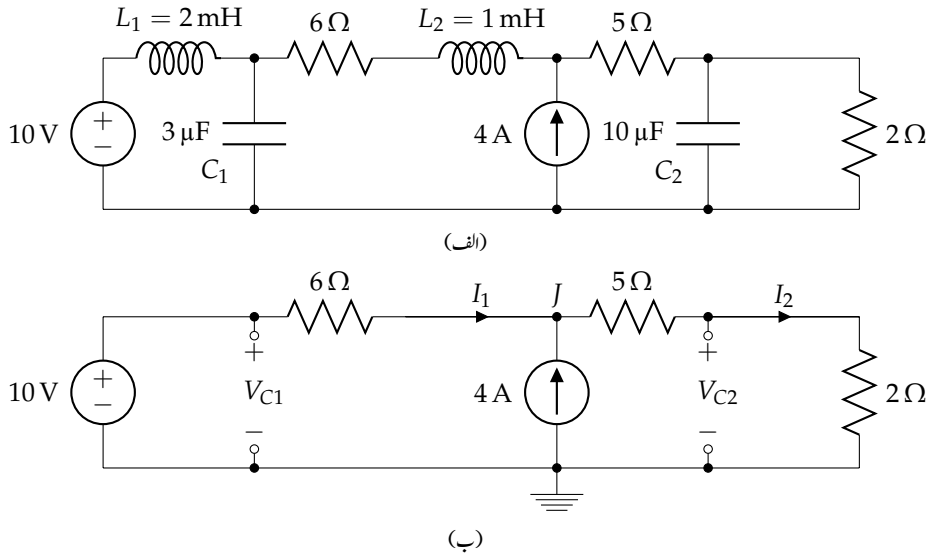 L₁ = 2 mH
6 Ω
L₂ = 1 mH
5 Ω
10 V
+
−
3 µF
C₁
4 A
10 µF
C₂
2 Ω
(الف)
6 Ω
I₁
J
5 Ω
I₂
10 V
+
−
+
V_C1
−
4 A
+
V_C2
−
2 Ω
(ب)